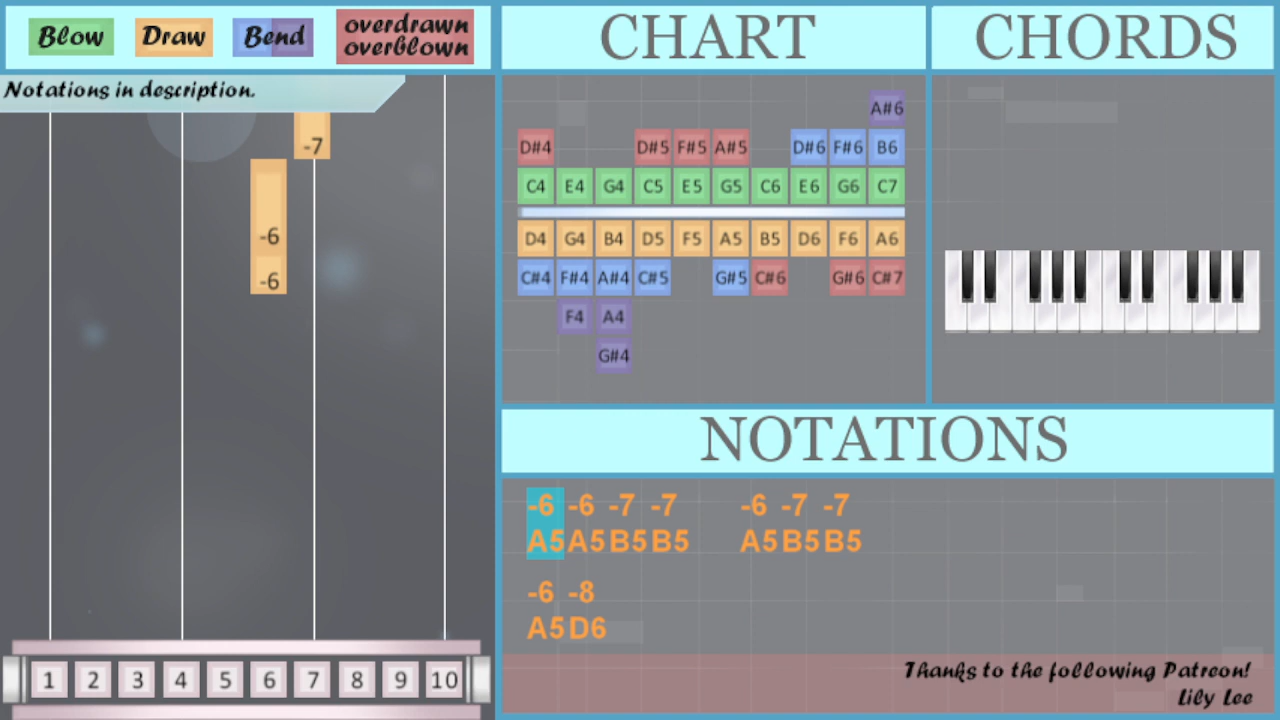 Blow Draw Bend overdrawn overblown
CHART
CHORDS
Notations in description.
-7
-6
-6
A#6
D#4 D#5 F#5 A#5 D#6 F#6 B6
C4 E4 G4 C5 E5 G5 C6 E6 G6 C7
D4 G4 B4 D5 F5 A5 B5 D6 F6 A6
C#4 F#4 A#4 C#5 G#5 C#6 G#6 C#7
F4 A4
G#4
NOTATIONS
-6 -6 -7 -7 -6 -7 -7
A5 A5 B5 B5 A5 B5 B5
-6 -8
A5 D6
Thanks to the following Patreon!
Lily Lee
1 2 3 4 5 6 7 8 9 10